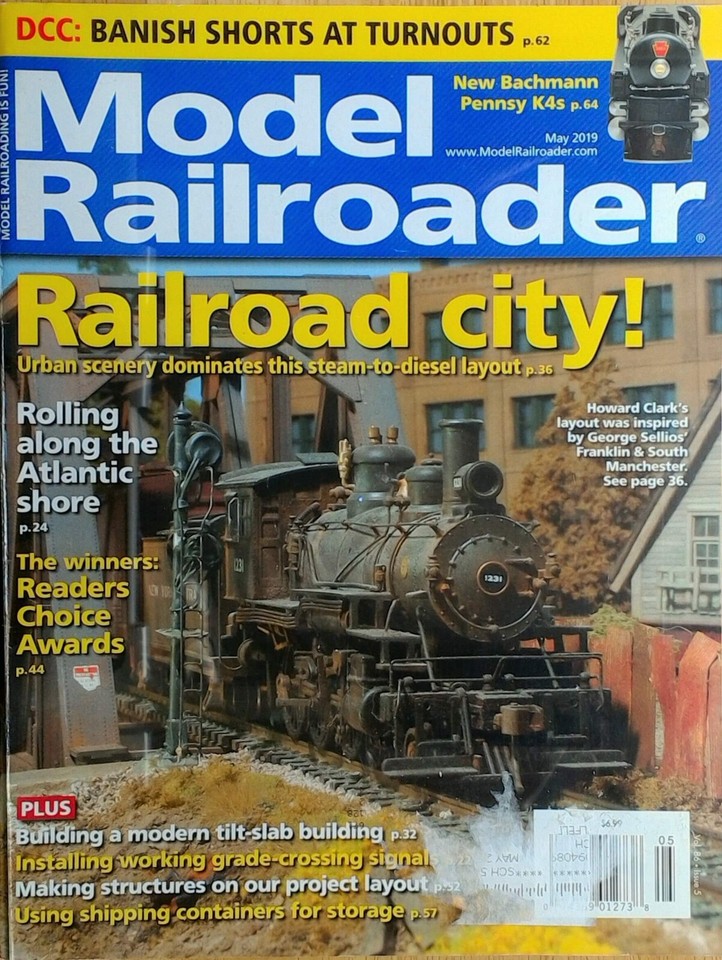 DCC: BANISH SHORTS AT TURNOUTS p.62
MODEL RAILROADING IS FUN!
New Bachmann
Pennsy K4s p.64
May 2019
www.ModelRailroader.com
Model
Railroader®
Railroad city!
Urban scenery dominates this steam-to-diesel layout p.36
Rolling
along the
Atlantic
shore
p.24
Howard Clark's
layout was inspired
by George Sellios'
Franklin & South
Manchester.
See page 36.
The winners:
Readers
Choice
Awards
p.44
1231
1231
PLUS
Building a modern tilt-slab building p.32
Installing working grade-crossing signals
Making structures on our project layout p.52
Using shipping containers for storage p.57
$6.99
05
01273 8